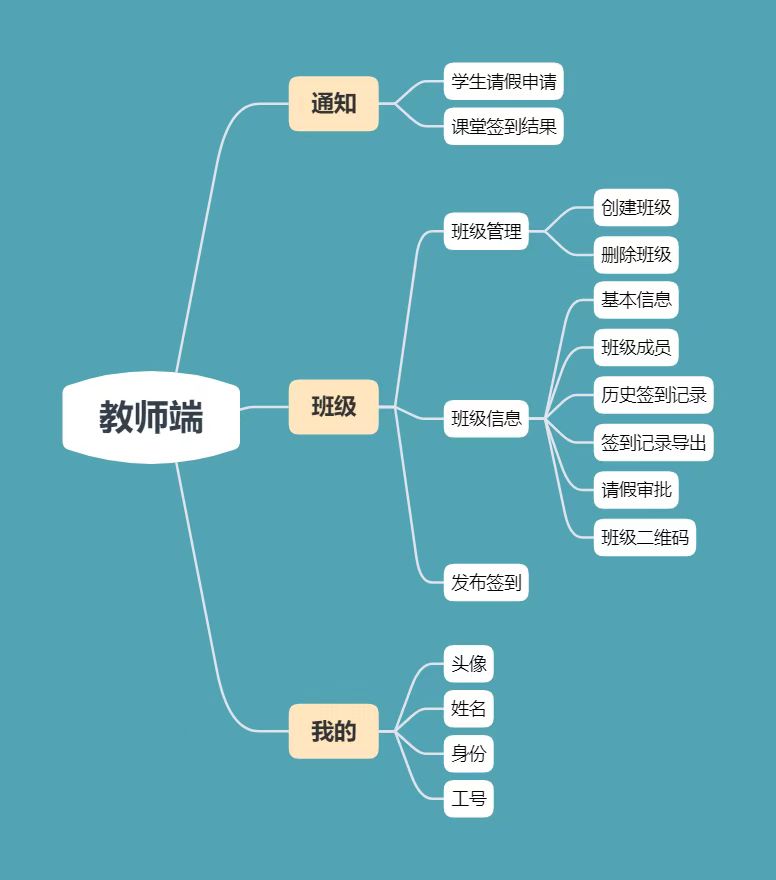 教师端
通知
学生请假申请
课堂签到结果
班级
班级管理
创建班级
删除班级
班级信息
基本信息
班级成员
历史签到记录
签到记录导出
请假审批
班级二维码
发布签到
我的
头像
姓名
身份
工号